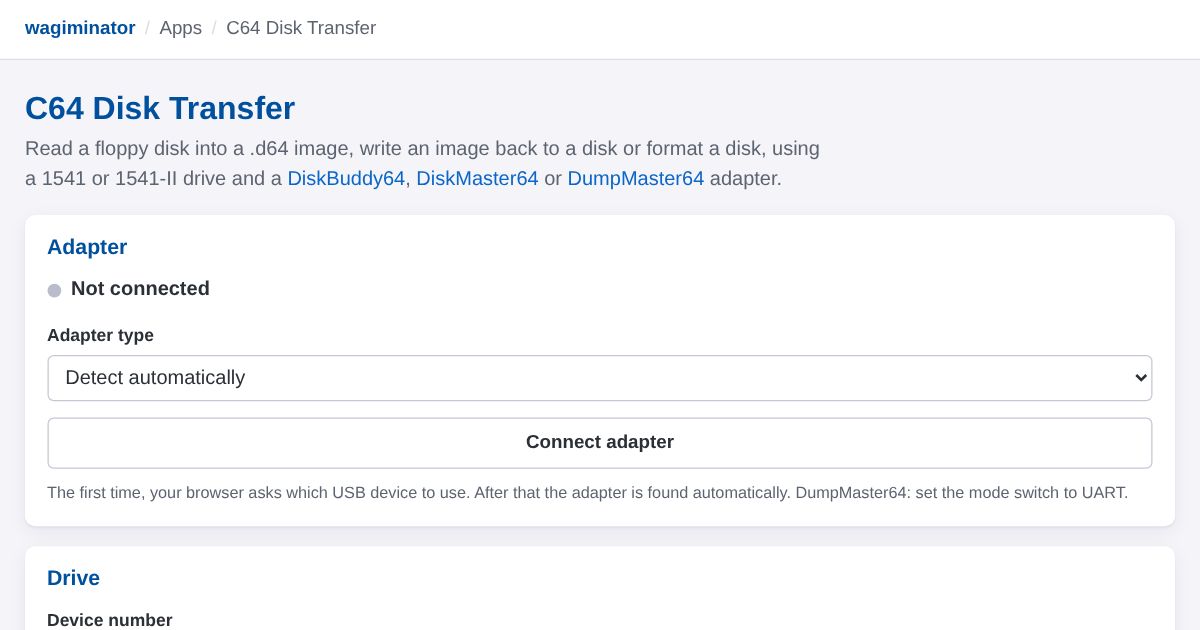 wagiminator / Apps / C64 Disk Transfer
C64 Disk Transfer
Read a floppy disk into a .d64 image, write an image back to a disk or format a disk, using
a 1541 or 1541-II drive and a DiskBuddy64, DiskMaster64 or DumpMaster64 adapter.
Adapter
Not connected
Adapter type
Detect automatically
Connect adapter
The first time, your browser asks which USB device to use. After that the adapter is found automatically. DumpMaster64: set the mode switch to UART.
Drive
Device number